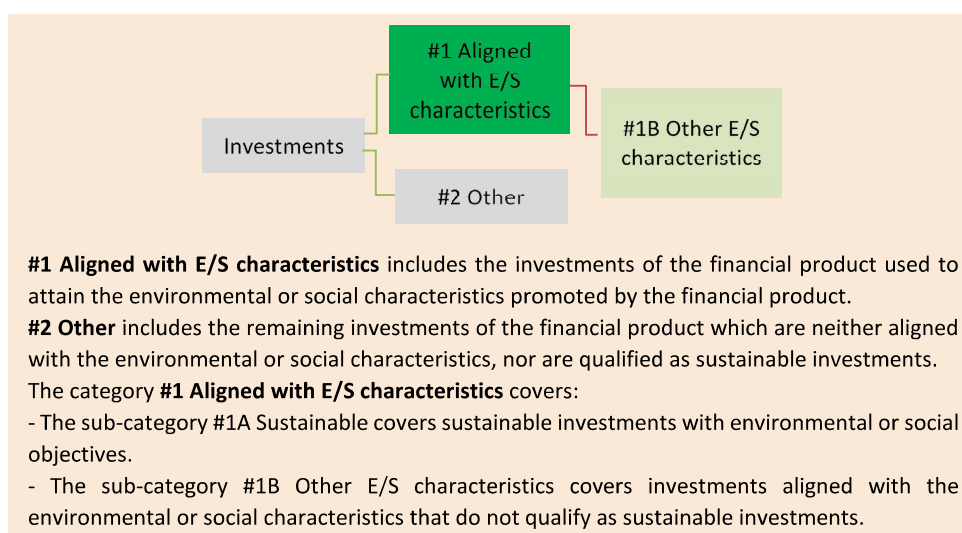 #1 Aligned
with E/S
characteristics
#1B Other E/S
characteristics
Investments
#2 Other
#1 Aligned with E/S characteristics includes the investments of the financial product used to
attain the environmental or social characteristics promoted by the financial product.
#2 Other includes the remaining investments of the financial product which are neither aligned
with the environmental or social characteristics, nor are qualified as sustainable investments.
The category #1 Aligned with E/S characteristics covers:
- The sub-category #1A Sustainable covers sustainable investments with environmental or social
objectives.
- The sub-category #1B Other E/S characteristics covers investments aligned with the
environmental or social characteristics that do not qualify as sustainable investments.